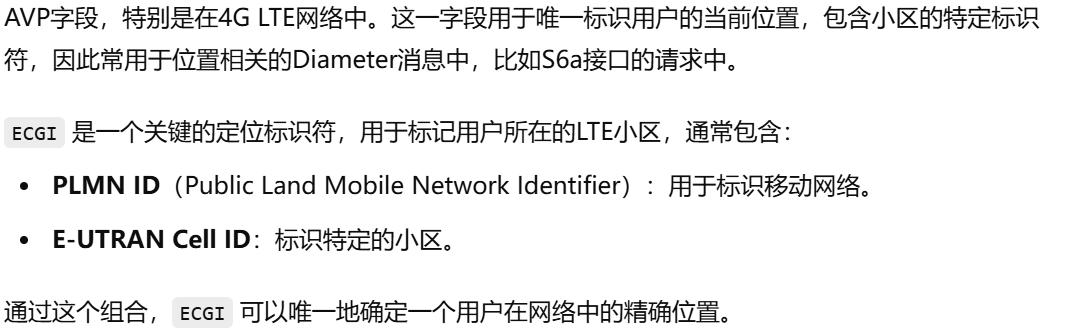 AVP字段，特别是在4G LTE网络中。这一字段用于唯一标识用户的当前位置，包含小区的特定标识
符，因此常用于位置相关的Diameter消息中，比如S6a接口的请求中。
ECGI 是一个关键的定位标识符，用于标记用户所在的LTE小区，通常包含：
• PLMN ID（Public Land Mobile Network Identifier）：用于标识移动网络。
• E-UTRAN Cell ID：标识特定的小区。
通过这个组合，ECGI 可以唯一地确定一个用户在网络中的精确位置。